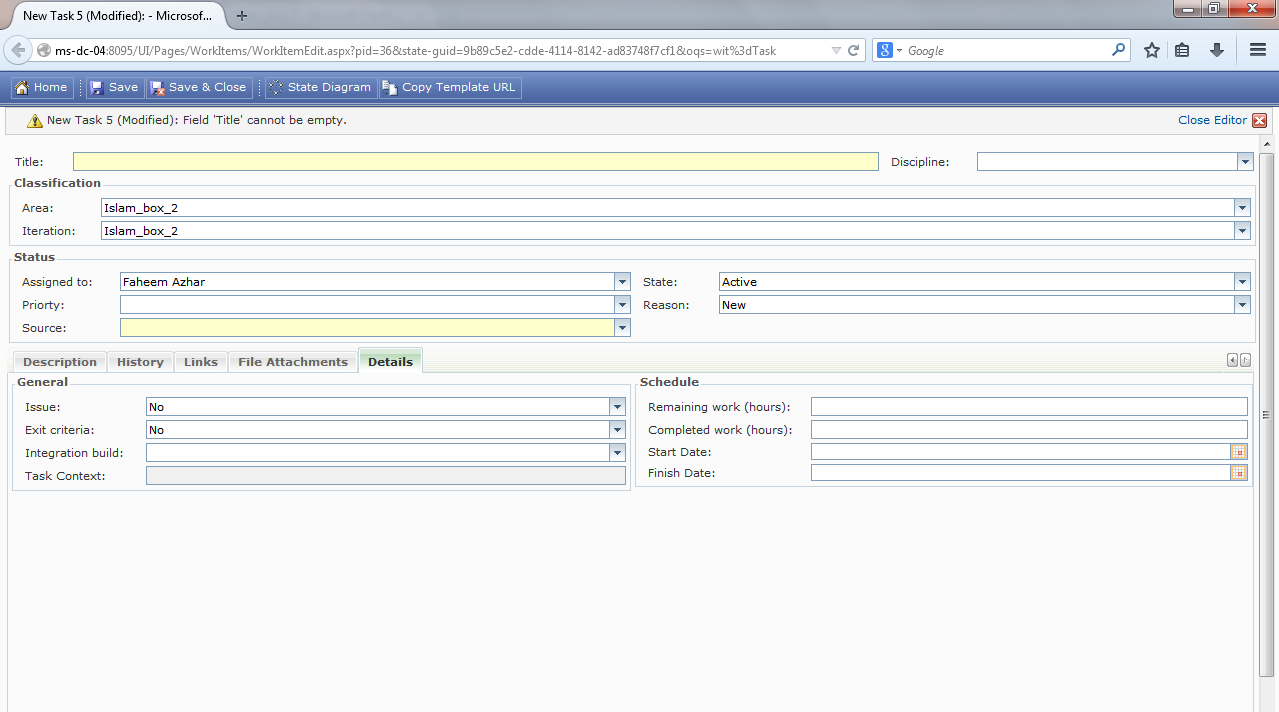 New Task 5 (Modified): - Microsof...
ms-dc-04:8095/UI/Pages/WorkItems/WorkItemEdit.aspx?pid=36&state-guid=9b89c5e2-cdde-4114-8142-ad83748f7cf1&oqs=wt%3dTask
8 Google
Home Save Save & Close State Diagram Copy Template URL
New Task 5 (Modified): Field 'Title' cannot be empty. Close Editor
Title: Discipline:
Classification
Area: Islam_box_2
Iteration: Islam_box_2
Status
Assigned to: Faheem Azhar State: Active
Priorty: Reason: New
Source:
Description History Links File Attachments Details
General Schedule
Issue: No Remaining work (hours):
Exit criteria: No Completed work (hours):
Integration build: Start Date:
Task Context: Finish Date: